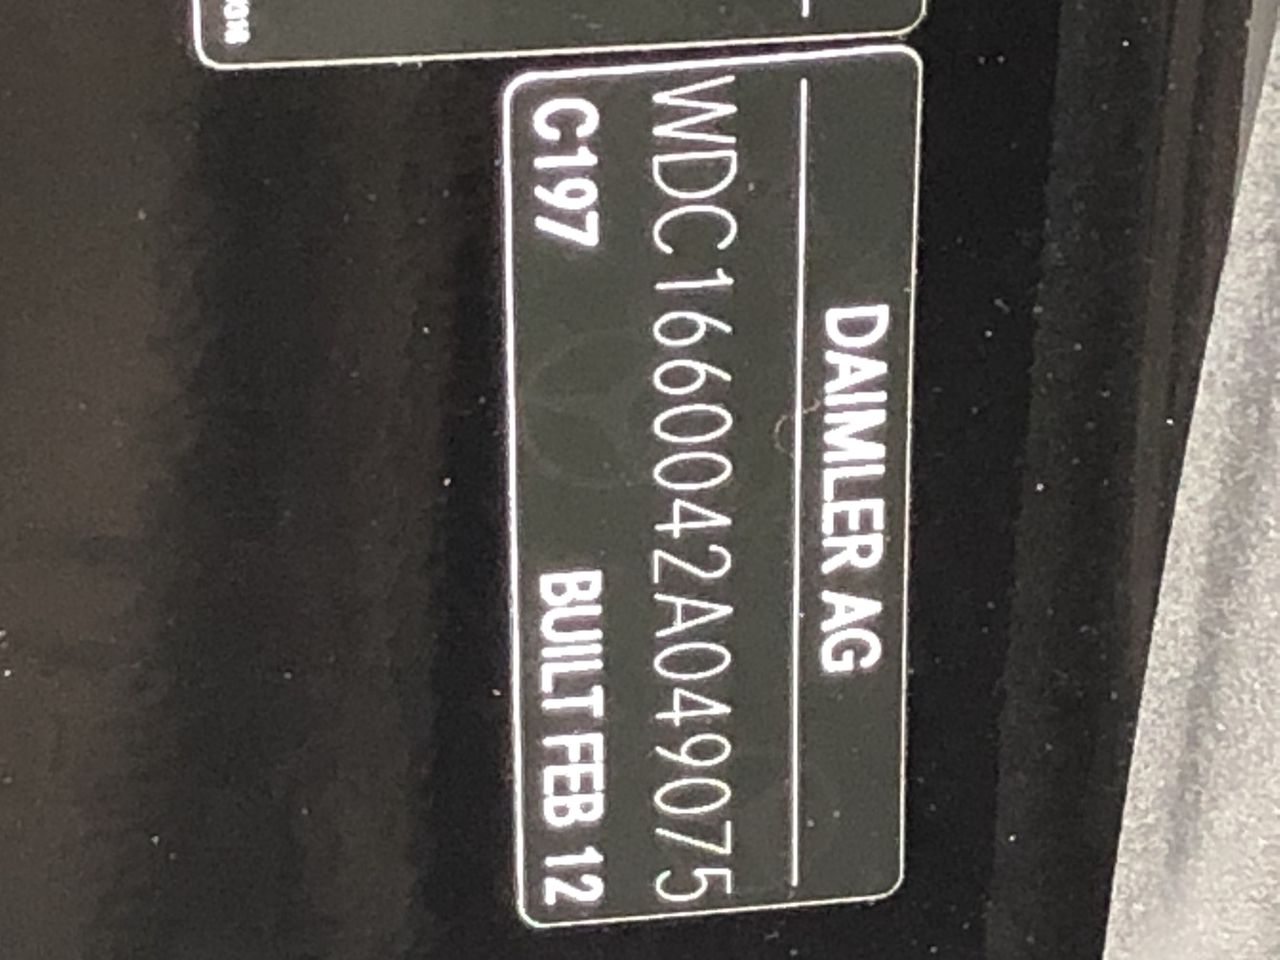 DAIMLER AG
WDC1660042A049075
C197 BUILT FEB 12